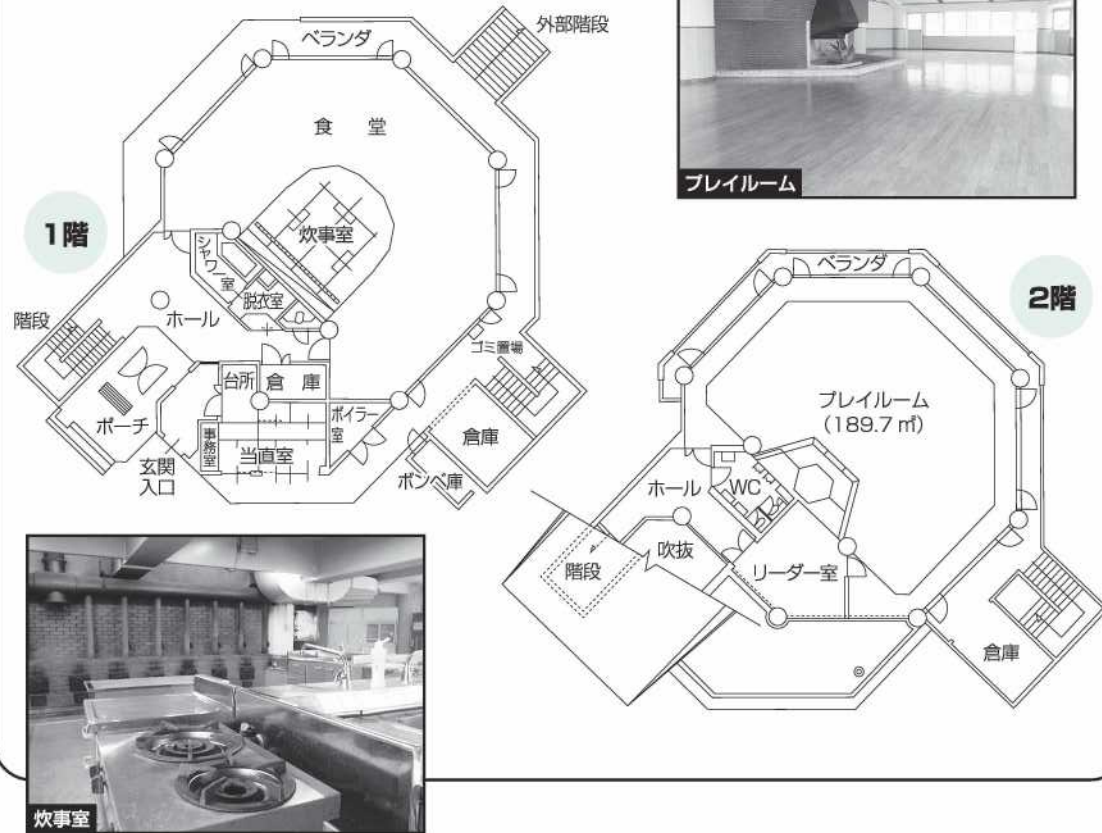 ベランダ
外部階段
食 堂
プレイルーム
1階
炊事室
シャワー室
脱衣室
ホール
階段
ゴミ置場
台所
倉 庫
ポーチ
ボイラー室
倉庫
事務室
当直室
玄関
入口
ボンベ庫
ベランダ
2階
プレイルーム
(189.7 ㎡)
ホール
WC
吹抜
階段
リーダー室
倉庫
炊事室